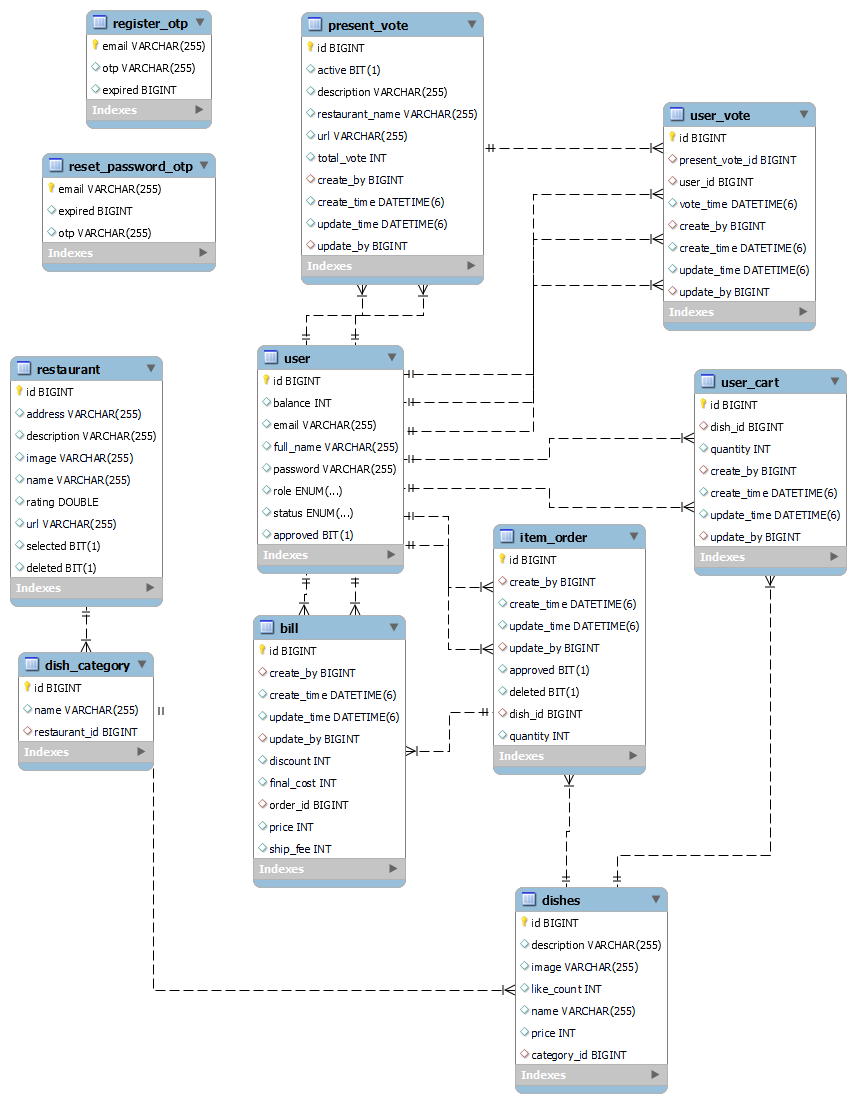 register_otp
email VARCHAR(255)
otp VARCHAR(255)
expired BIGINT
Indexes
present_vote
id BIGINT
active BIT(1)
description VARCHAR(255)
restaurant_name VARCHAR(255)
url VARCHAR(255)
total_vote INT
create_by BIGINT
create_time DATETIME(6)
update_time DATETIME(6)
update_by BIGINT
Indexes
user_vote
id BIGINT
present_vote_id BIGINT
user_id BIGINT
vote_time DATETIME(6)
create_by BIGINT
create_time DATETIME(6)
update_time DATETIME(6)
update_by BIGINT
Indexes
reset_password_otp
email VARCHAR(255)
expired BIGINT
otp VARCHAR(255)
Indexes
restaurant
id BIGINT
address VARCHAR(255)
description VARCHAR(255)
image VARCHAR(255)
name VARCHAR(255)
rating DOUBLE
url VARCHAR(255)
selected BIT(1)
deleted BIT(1)
Indexes
user
id BIGINT
balance INT
email VARCHAR(255)
full_name VARCHAR(255)
password VARCHAR(255)
role ENUM(...)
status ENUM(...)
approved BIT(1)
Indexes
user_cart
id BIGINT
dish_id BIGINT
quantity INT
create_by BIGINT
create_time DATETIME(6)
update_time DATETIME(6)
update_by BIGINT
Indexes
item_order
id BIGINT
create_by BIGINT
create_time DATETIME(6)
update_time DATETIME(6)
update_by BIGINT
approved BIT(1)
deleted BIT(1)
dish_id BIGINT
quantity INT
Indexes
bill
id BIGINT
create_by BIGINT
create_time DATETIME(6)
update_time DATETIME(6)
update_by BIGINT
discount INT
final_cost INT
order_id BIGINT
price INT
ship_fee INT
Indexes
dish_category
id BIGINT
name VARCHAR(255)
restaurant_id BIGINT
Indexes
dishes
id BIGINT
description VARCHAR(255)
image VARCHAR(255)
like_count INT
name VARCHAR(255)
price INT
category_id BIGINT
Indexes